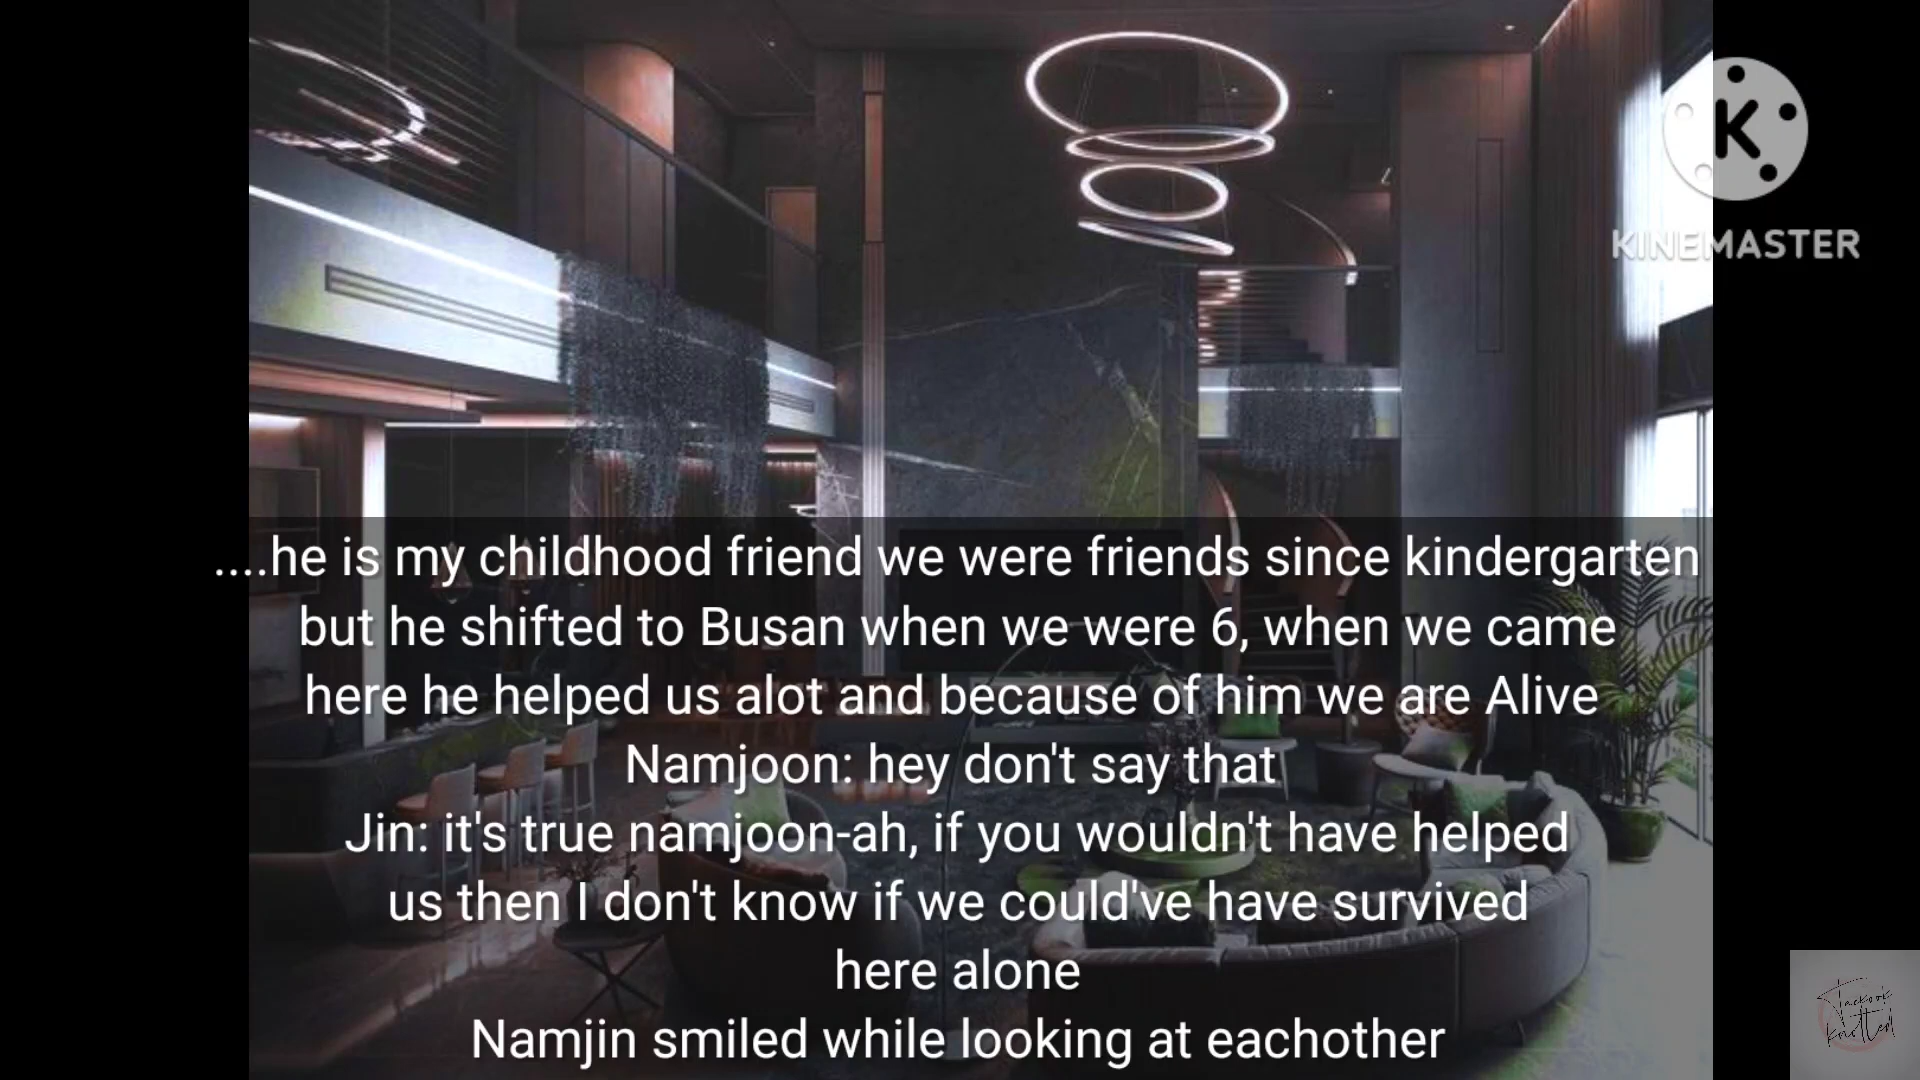 K
KINEMASTER
....he is my childhood friend we were friends since kindergarten
but he shifted to Busan when we were 6, when we came
here he helped us alot and because of him we are Alive
Namjoon: hey don't say that
Jin: it's true namjoon-ah, if you wouldn't have helped
us then I don't know if we could've have survived
here alone
Namjin smiled while looking at eachother
Taekook
Knotted